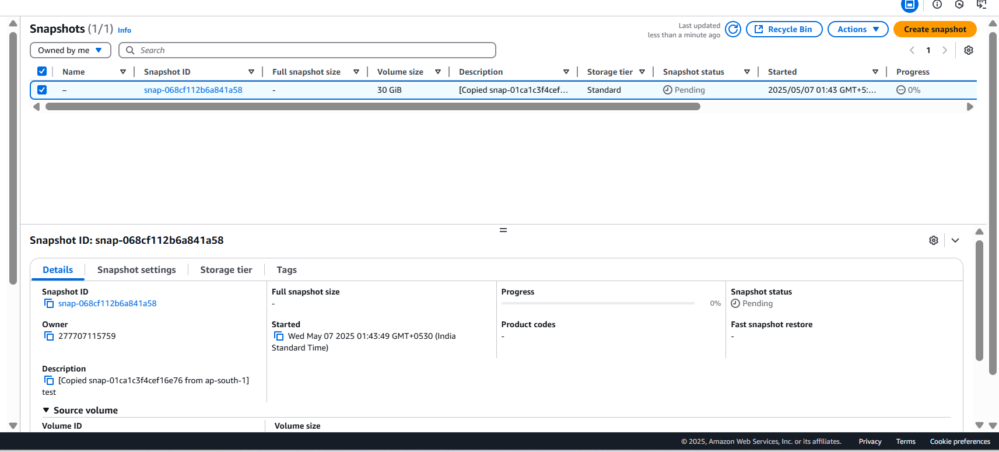 Snapshots (1/1) Info
Last updated
less than a minute ago
Recycle Bin
Actions
Create snapshot
Owned by me
Search
1
Name
Snapshot ID
Full snapshot size
Volume size
Description
Storage tier
Snapshot status
Started
Progress
–
snap-068cf112b6a841a58
-
30 GiB
[Copied snap-01ca1c3f4cef...
Standard
Pending
2025/05/07 01:43 GMT+5:...
0%
Snapshot ID: snap-068cf112b6a841a58
Details
Snapshot settings
Storage tier
Tags
Snapshot ID
snap-068cf112b6a841a58
Full snapshot size
-
Progress
0%
Snapshot status
Pending
Owner
277707115759
Started
Wed May 07 2025 01:43:49 GMT+0530 (India
Standard Time)
Product codes
-
Fast snapshot restore
-
Description
[Copied snap-01ca1c3f4cef16e76 from ap-south-1]
test
Source volume
Volume ID
Volume size
© 2025, Amazon Web Services, Inc. or its affiliates.
Privacy
Terms
Cookie preferences